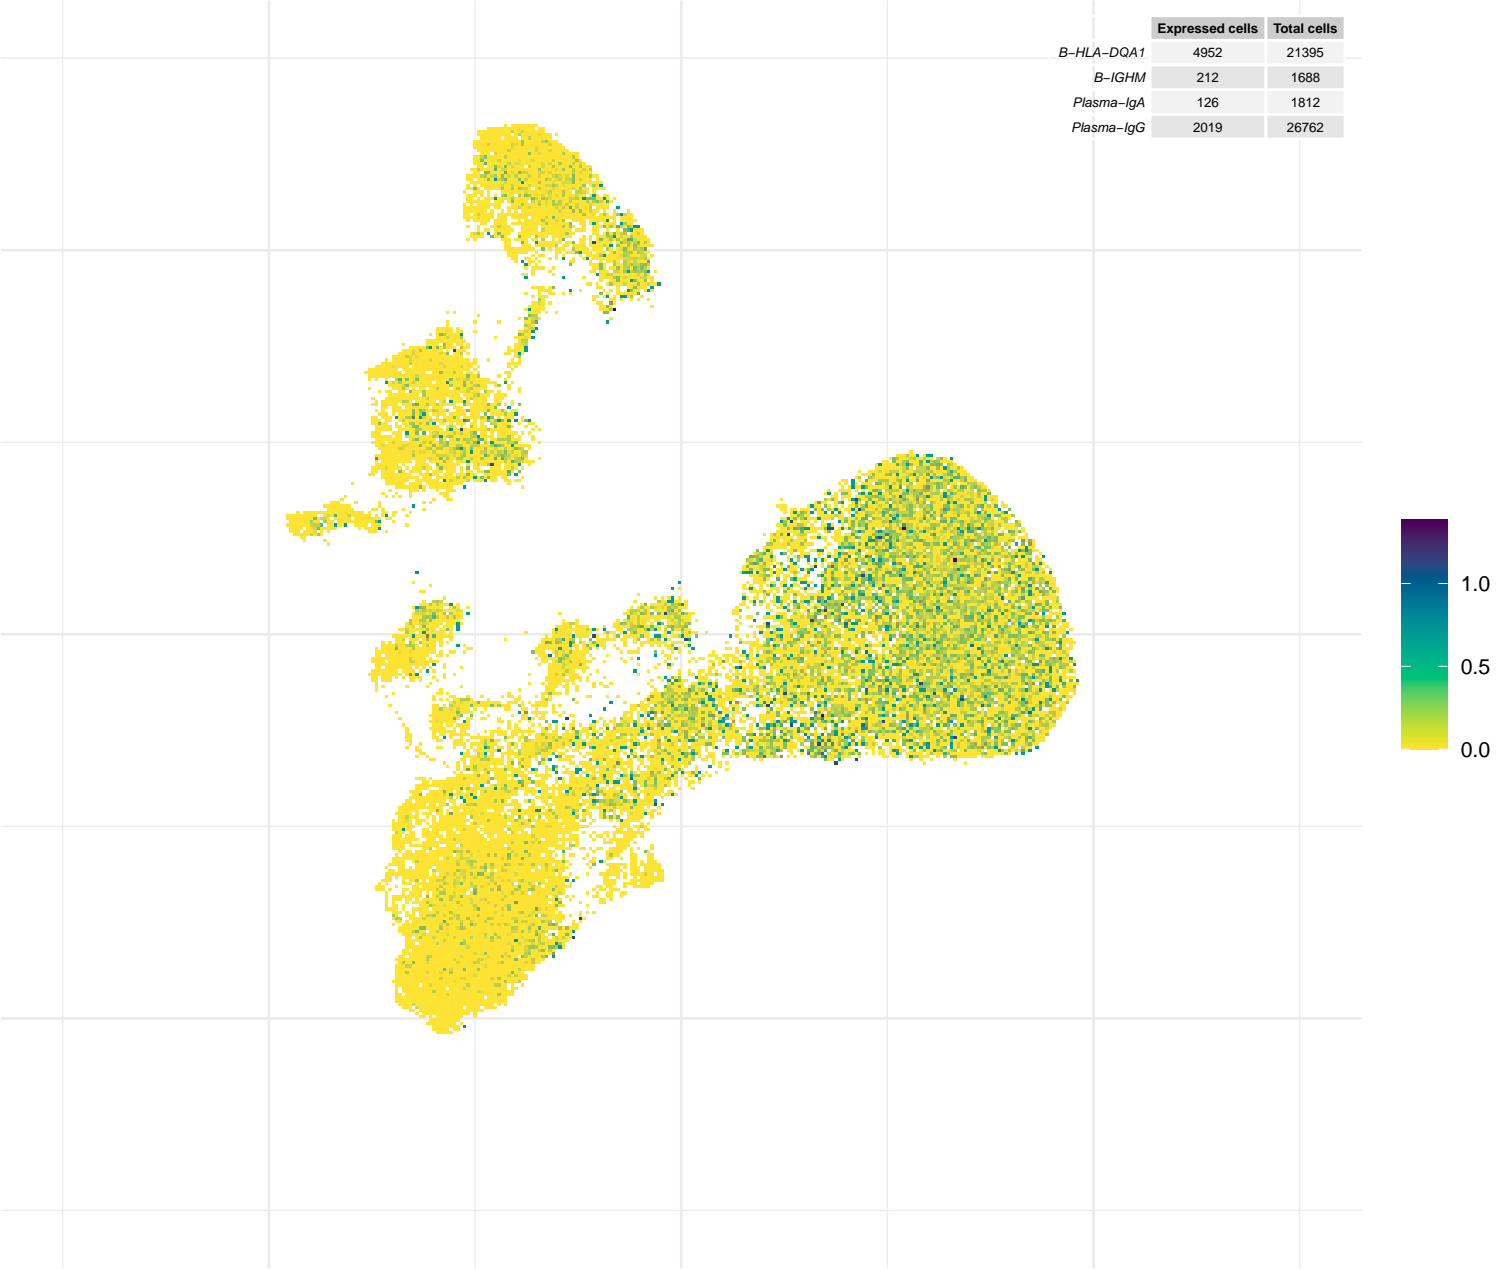 Expressed cells Total cells
B−HLA−DQA1 4952 21395
B−IGHM 212 1688
Plasma−IgA 126 1812
Plasma−IgG 2019 26762
1.0
0.5
0.0